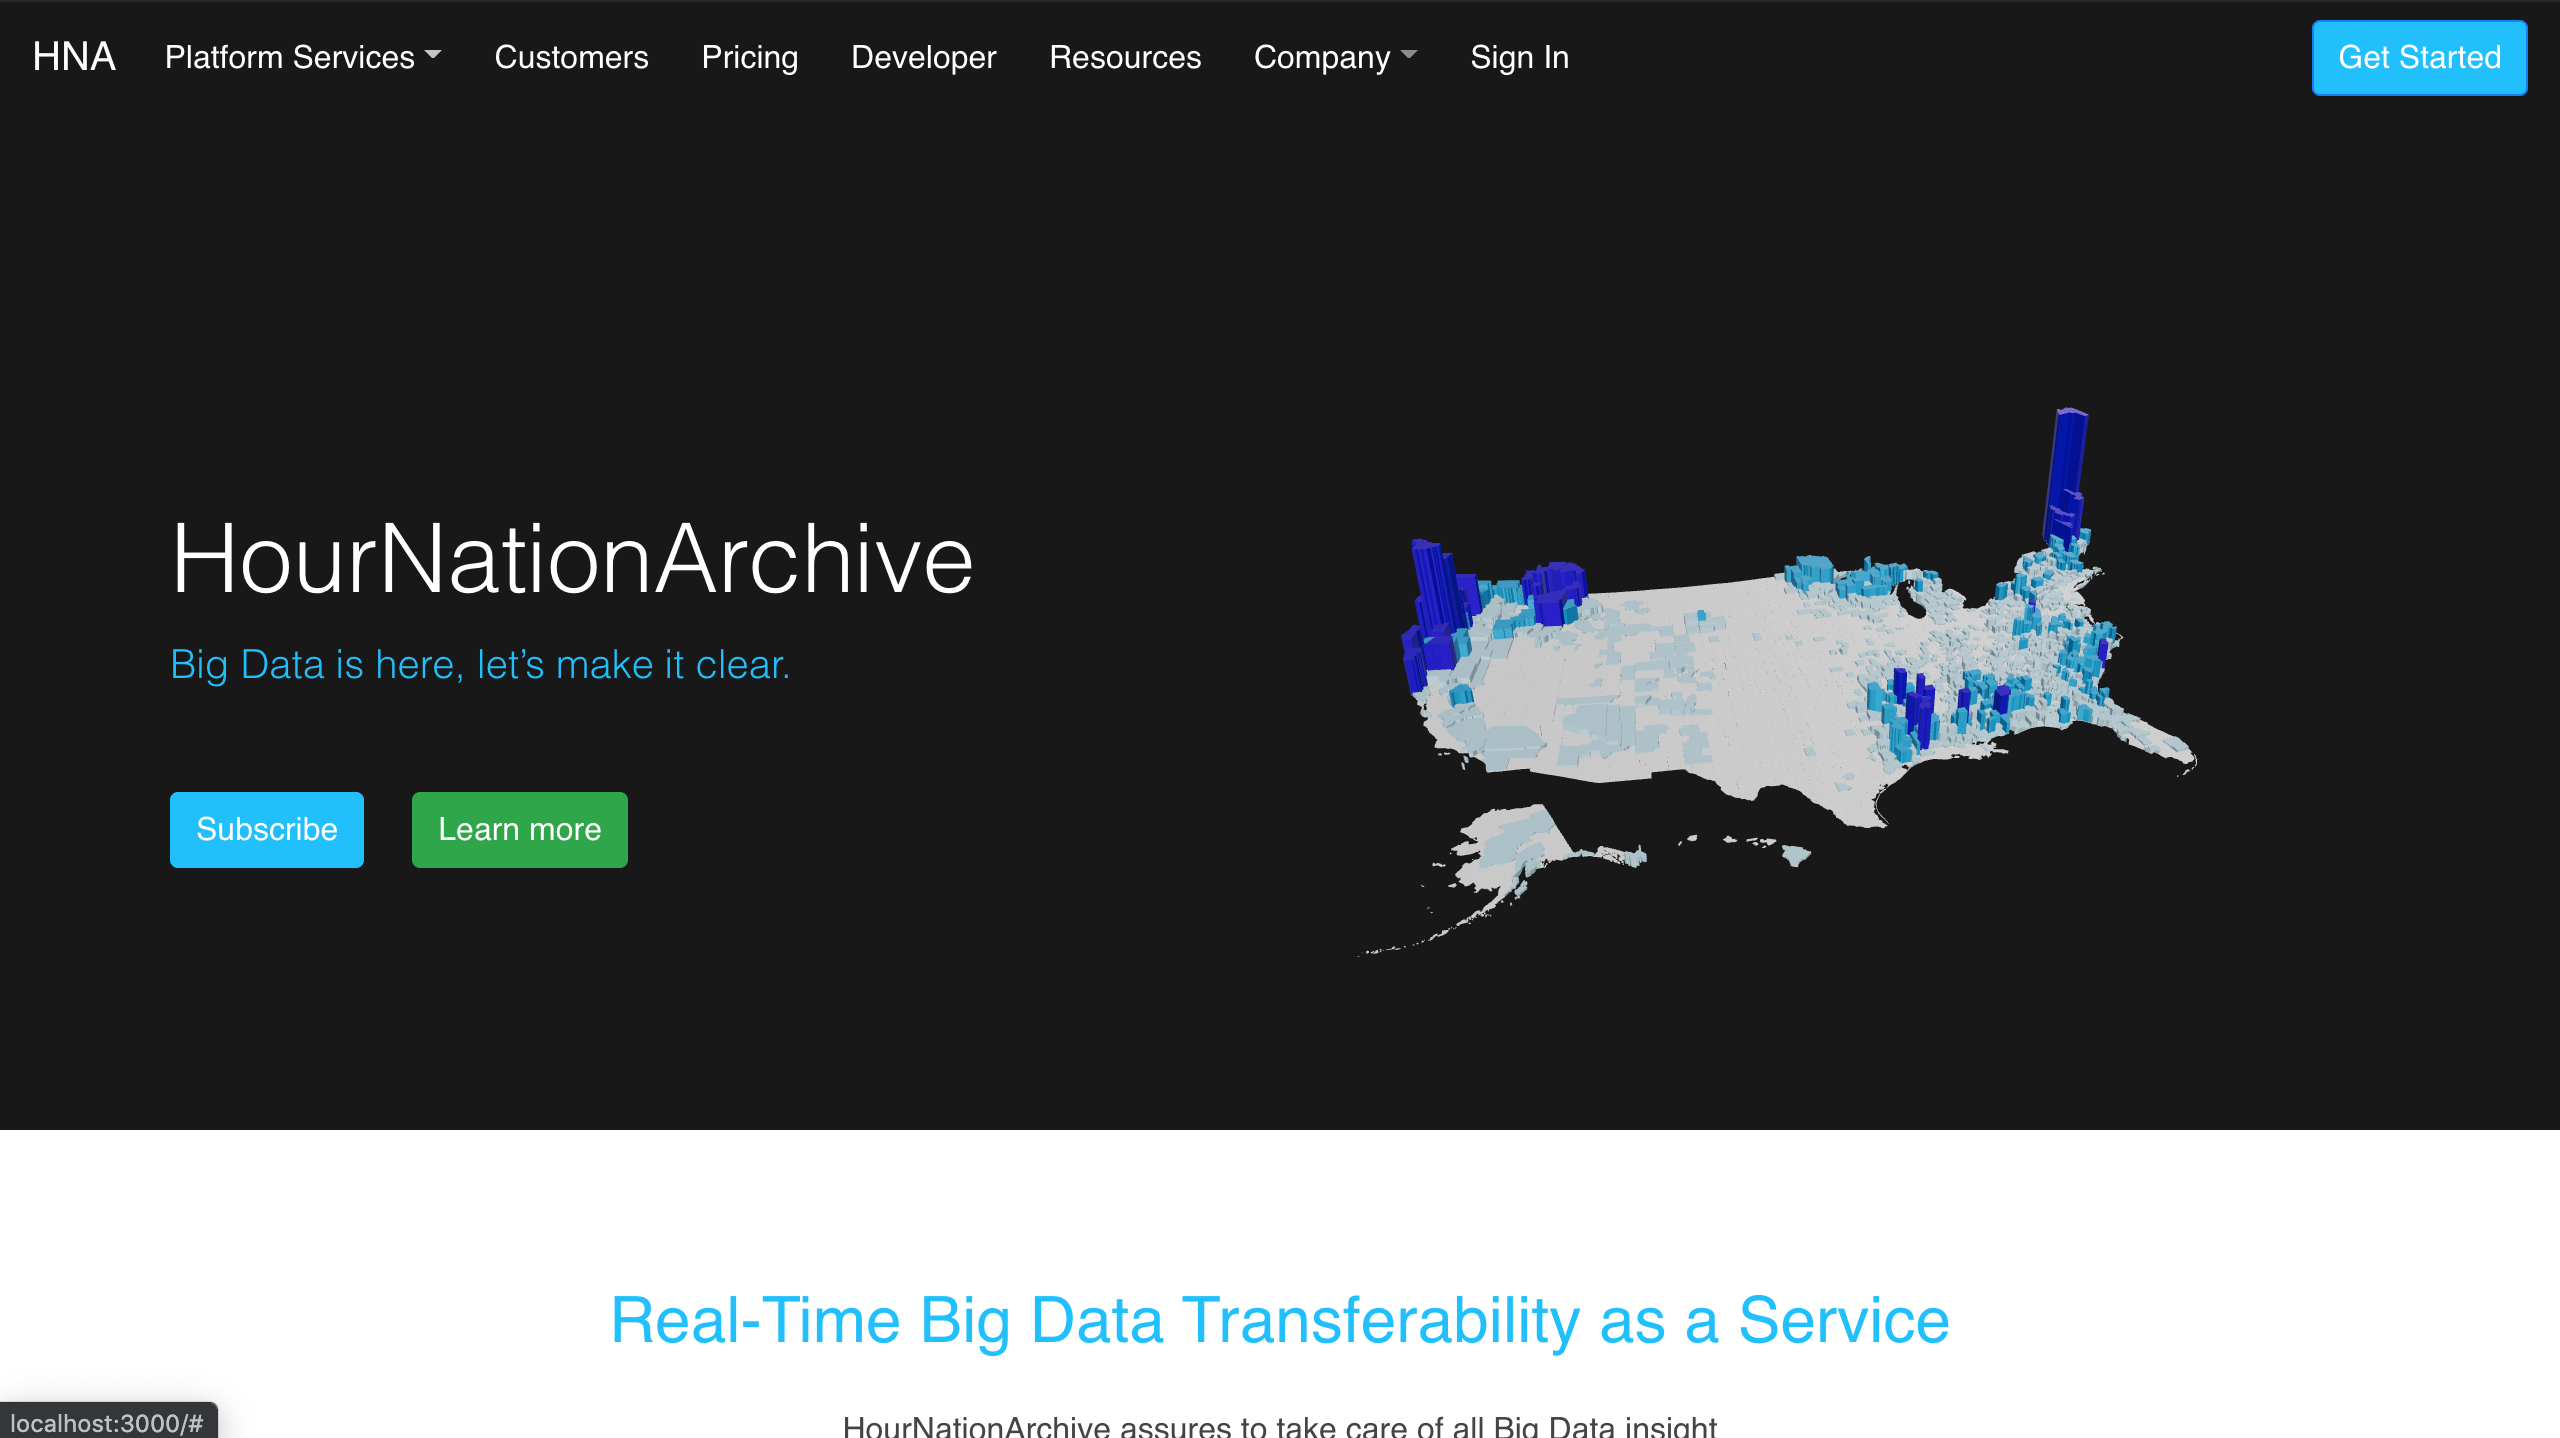 HNA Platform Services Customers Pricing Developer Resources Company Sign In Get Started
HourNationArchive
Big Data is here, let’s make it clear.
Subscribe Learn more
Real-Time Big Data Transferability as a Service
HourNationArchive assures to take care of all Big Data insight
localhost:3000/#